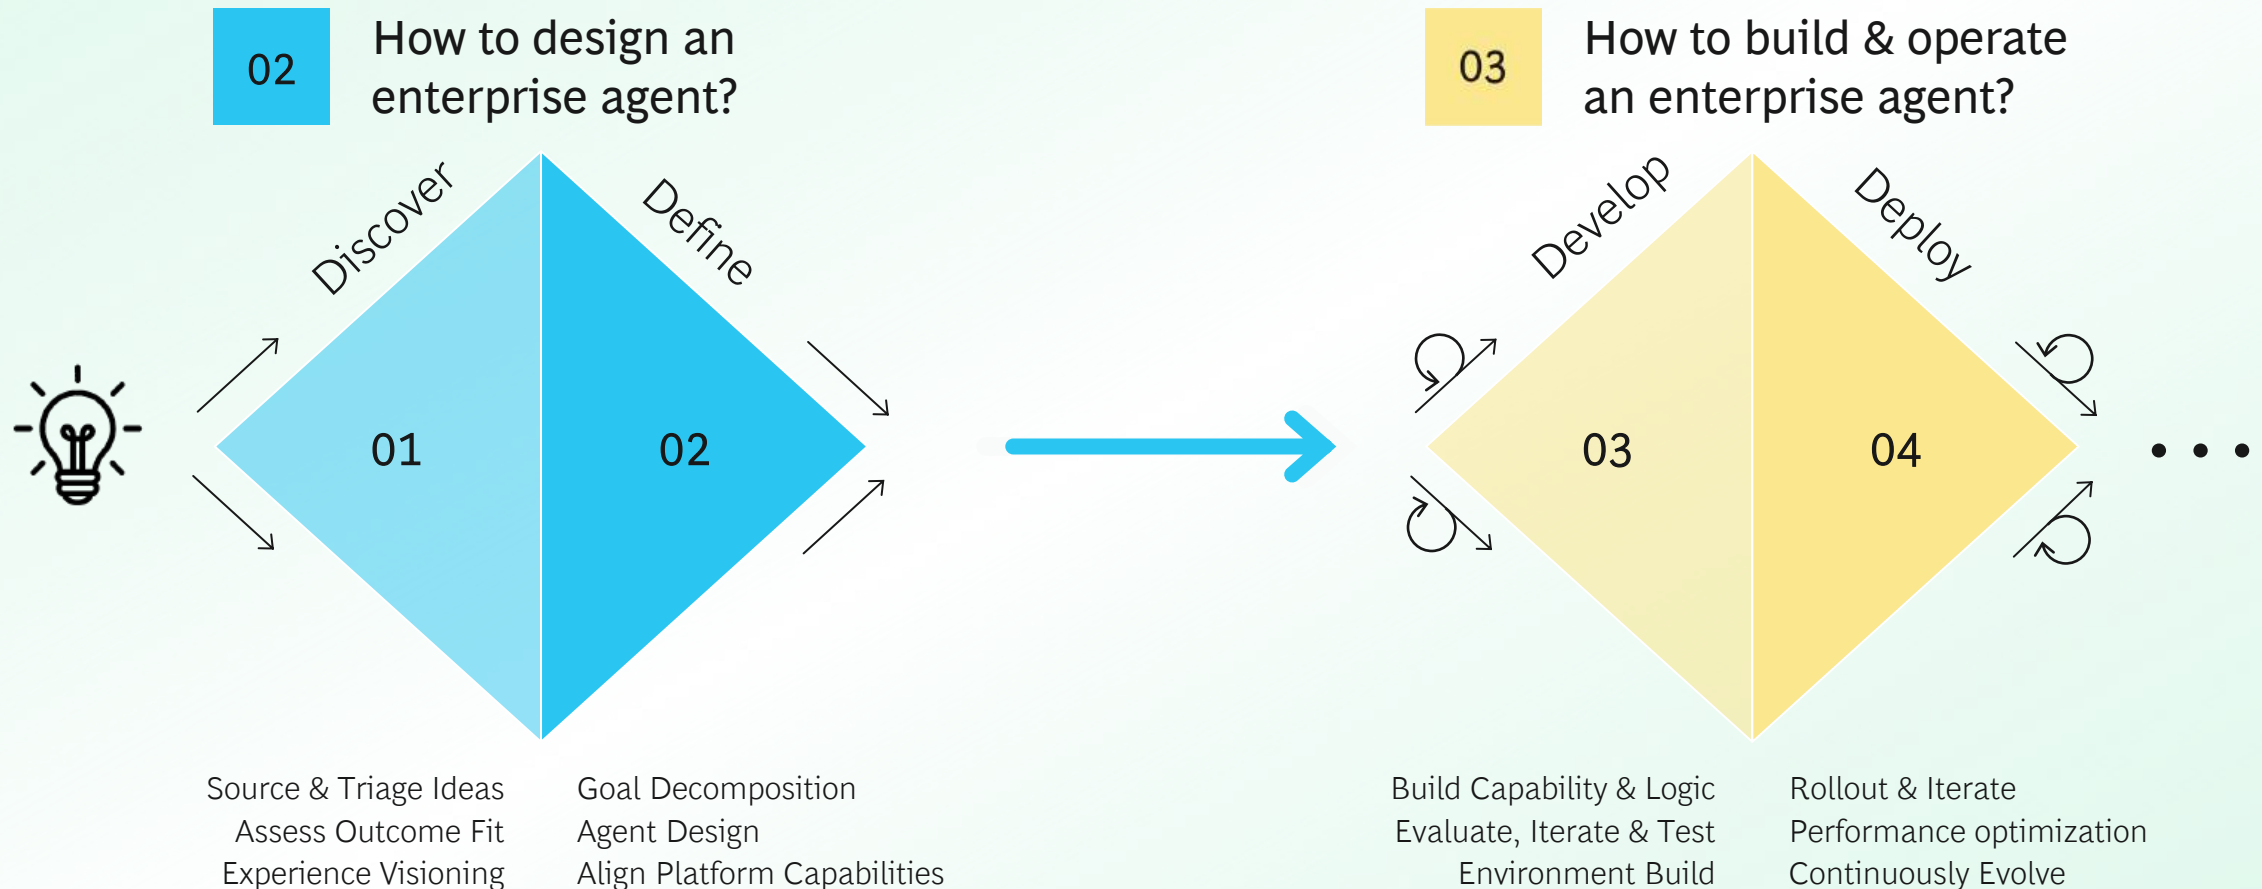 02
How to design an
enterprise agent?
Discover
Define
01
02
Source & Triage Ideas
Assess Outcome Fit
Experience Visioning
Goal Decomposition
Agent Design
Align Platform Capabilities
03
How to build & operate
an enterprise agent?
Develop
Deploy
03
04
Build Capability & Logic
Evaluate, Iterate & Test
Environment Build
Rollout & Iterate
Performance optimization
Continuously Evolve